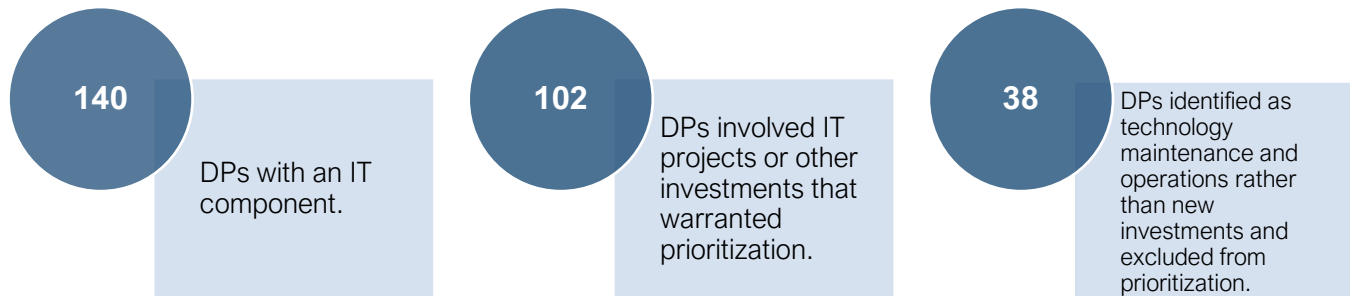 140
DPs with an IT
component.
102
DPs involved IT
projects or other
investments that
warranted
prioritization.
38
DPs identified as
technology
maintenance and
operations rather
than new
investments and
excluded from
prioritization.